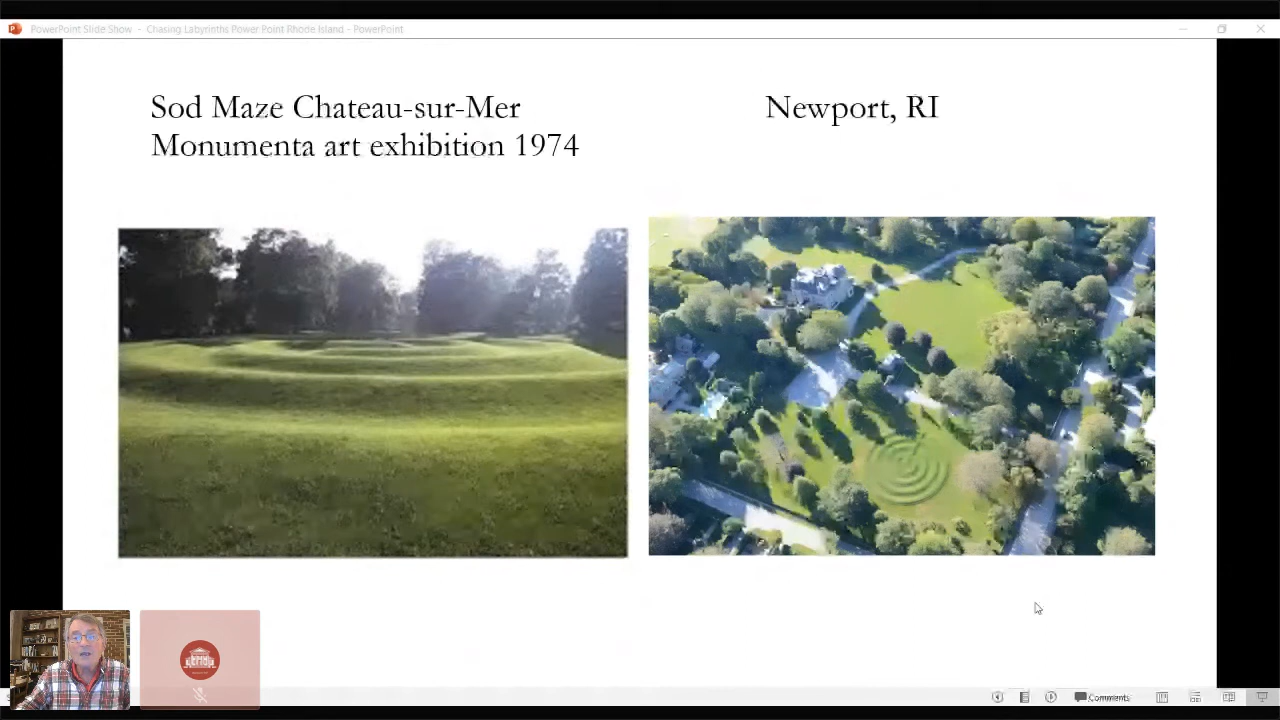 PowerPoint Slide Show - Chasing Labyrinths Power Point Rhode Island - PowerPoint
Sod Maze Chateau-sur-Mer
Monumenta art exhibition 1974
Newport, RI
Comments